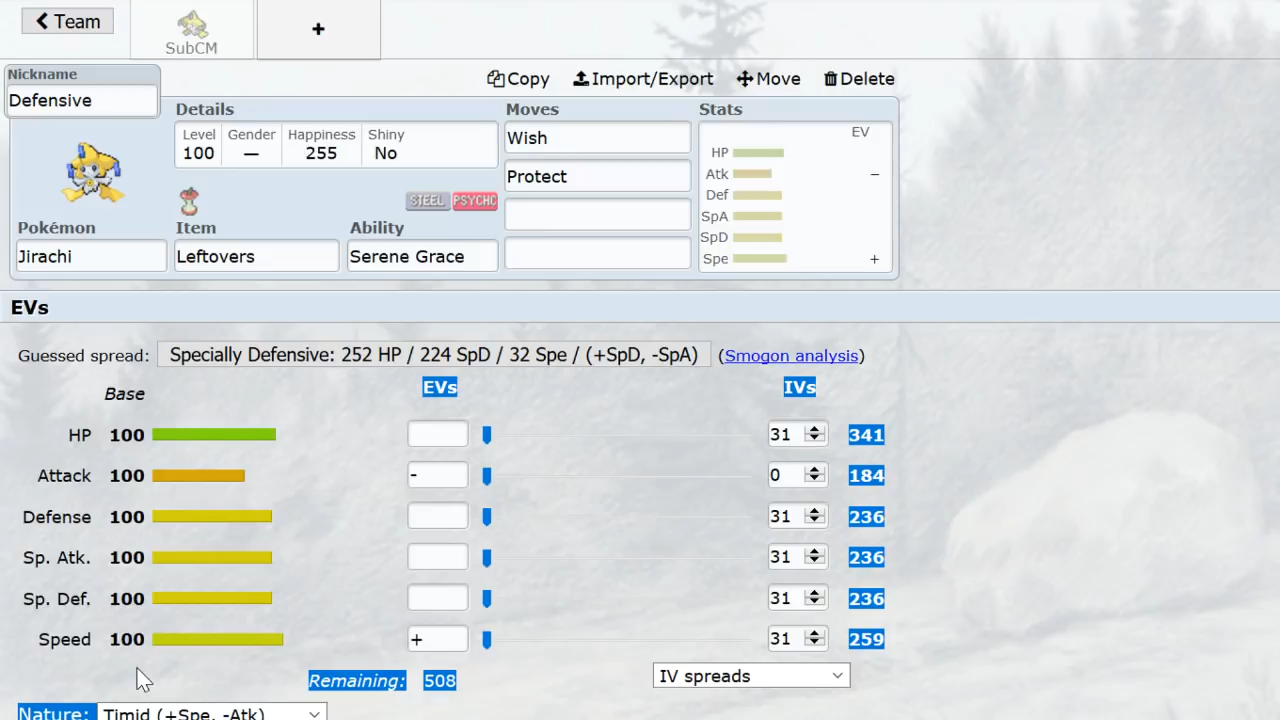 Team
SubCM
+
Nickname
Defensive
Copy Import/Export Move Delete
Details
Level Gender Happiness Shiny
100 — 255 No
STEEL PSYCHC
Pokémon Item Ability
Jirachi Leftovers Serene Grace
Moves
Wish
Protect
Stats
EV
HP
Atk −
Def
SpA
SpD
Spe +
EVs
Guessed spread: Specially Defensive: 252 HP / 224 SpD / 32 Spe / (+SpD, -SpA) (Smogon analysis)
Base EVs IVs
HP 100 31 341
Attack 100 - 0 184
Defense 100 31 236
Sp. Atk. 100 31 236
Sp. Def. 100 31 236
Speed 100 + 31 259
Remaining: 508 IV spreads
Nature: Timid (+Spe, -Atk)